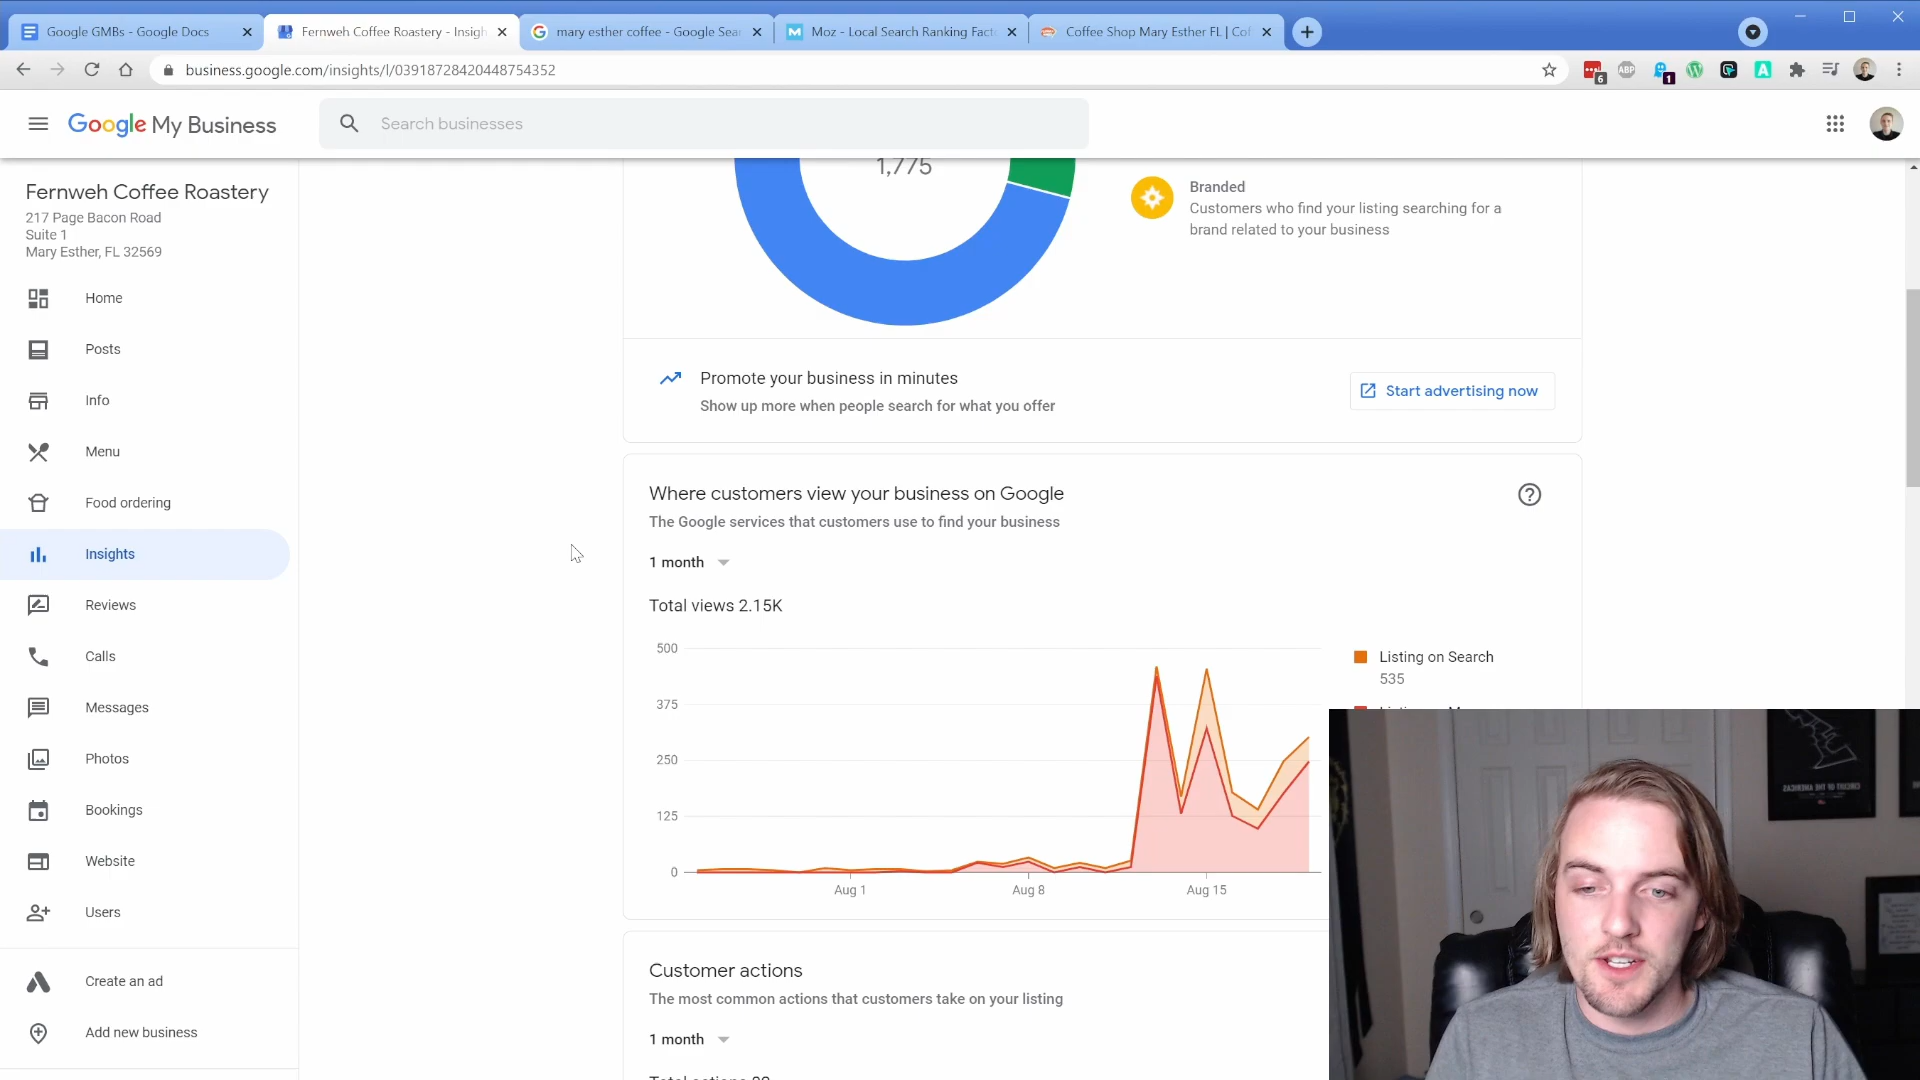 Google GMBs - Google Docs
Fernweh Coffee Roastery - Insigh
mary esther coffee - Google Sea
Moz - Local Search Ranking Fact
Coffee Shop Mary Esther FL | Cof
business.google.com/insights/l/03918728420448754352
6
ABP
1
A
Google My Business
Search businesses
Fernweh Coffee Roastery
217 Page Bacon Road
Suite 1
Mary Esther, FL 32569
Home
Posts
Info
Menu
Food ordering
Insights
Reviews
Calls
Messages
Photos
Bookings
Website
Users
Create an ad
Add new business
1,775
Branded
Customers who find your listing searching for a
brand related to your business
Promote your business in minutes
Show up more when people search for what you offer
Start advertising now
Where customers view your business on Google
The Google services that customers use to find your business
1 month
Total views 2.15K
500
375
250
125
0
Aug 1
Aug 8
Aug 15
Listing on Search
535
Customer actions
The most common actions that customers take on your listing
1 month
CIRCUIT OF THE AMERICAS